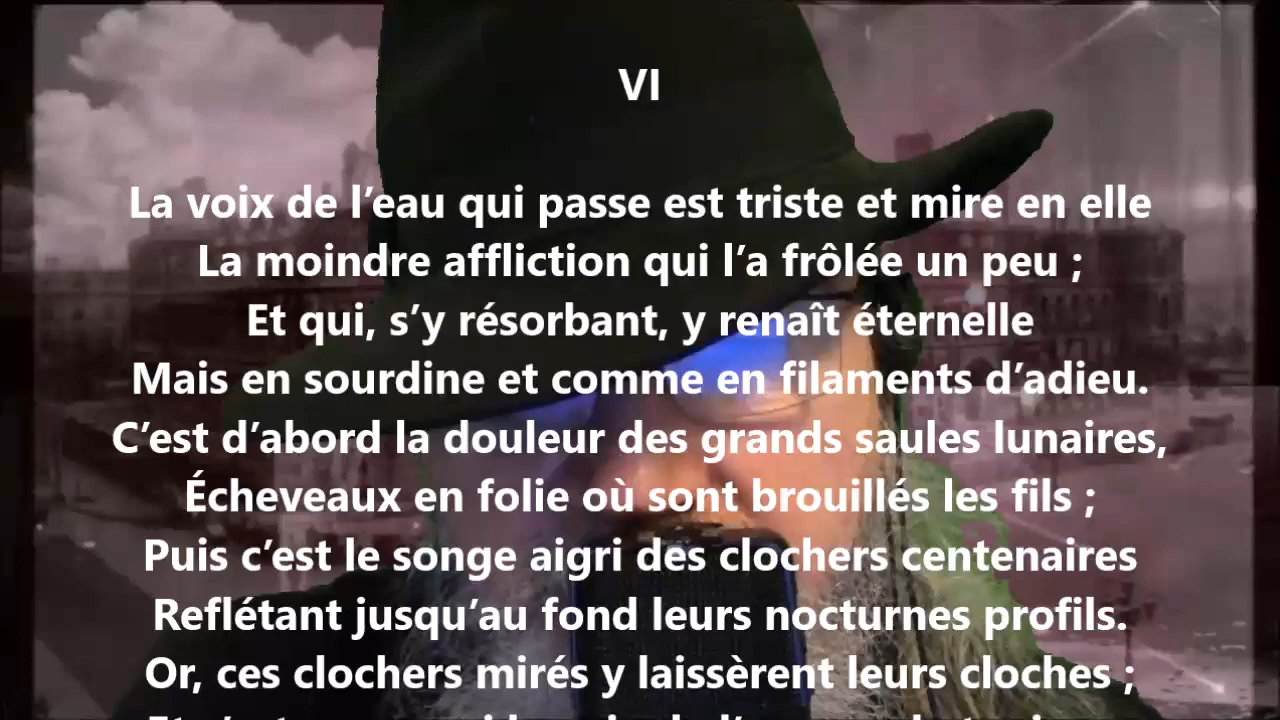 VI
La voix de l’eau qui passe est triste et mire en elle
La moindre affliction qui l’a frôlée un peu ;
Et qui, s’y résorbant, y renaît éternelle
Mais en sourdine et comme en filaments d’adieu.
C’est d’abord la douleur des grands saules lunaires,
Écheveaux en folie où sont brouillés les fils ;
Puis c’est le songe aigri des clochers centenaires
Reflétant jusqu’au fond leurs nocturnes profils.
Or, ces clochers mirés y laissèrent leurs cloches ;